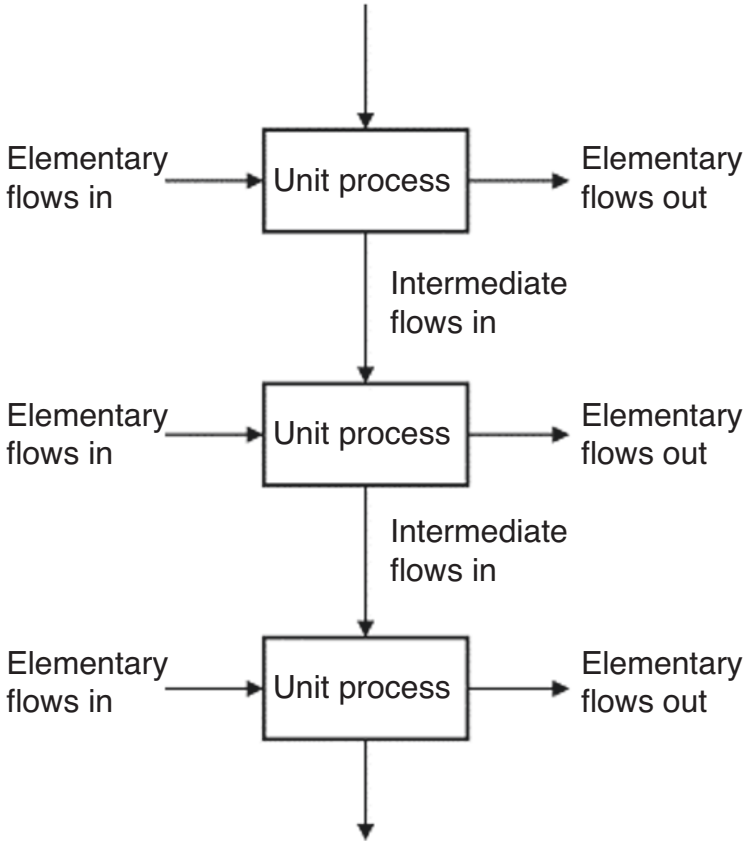 Elementary
flows in
Unit process
Elementary
flows out
Intermediate
flows in
Elementary
flows in
Unit process
Elementary
flows out
Intermediate
flows in
Elementary
flows in
Unit process
Elementary
flows out